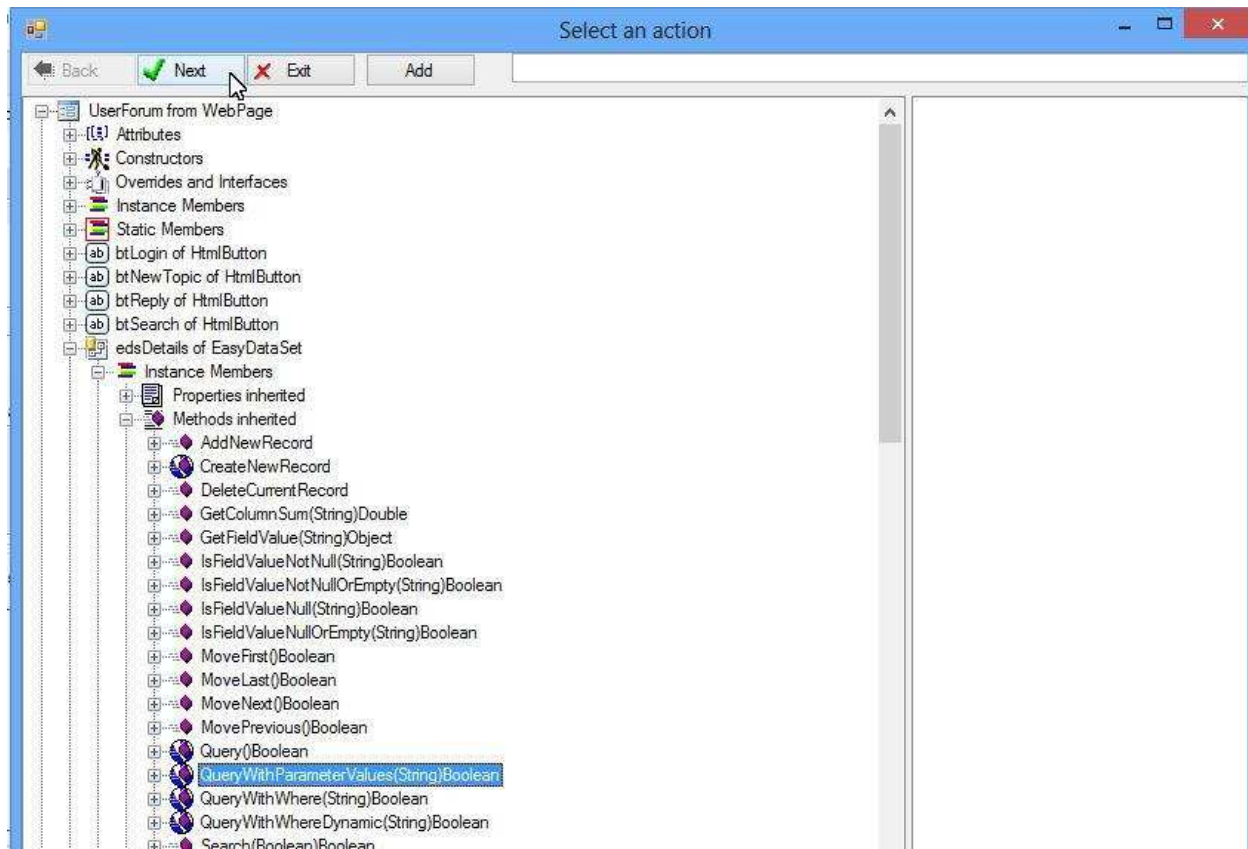 Select an action
Back Next Exit Add
UserForum from WebPage
Attributes
Constructors
Overrides and Interfaces
Instance Members
Static Members
btLogin of HtmlButton
btNewTopic of HtmlButton
btReply of HtmlButton
btSearch of HtmlButton
edsDetails of EasyDataSet
Instance Members
Properties inherited
Methods inherited
AddNewRecord
CreateNewRecord
DeleteCurrentRecord
GetColumnSum(String)Double
GetFieldValue(String)Object
IsFieldValueNotNull(String)Boolean
IsFieldValueNotNullOrEmpty(String)Boolean
IsFieldValueNull(String)Boolean
IsFieldValueNullOrEmpty(String)Boolean
MoveFirst()Boolean
MoveLast()Boolean
MoveNext()Boolean
MovePrevious()Boolean
Query()Boolean
QueryWithParameterValues(String)Boolean
QueryWithWhere(String)Boolean
QueryWithWhereDynamic(String)Boolean
Search(Boolean)Boolean